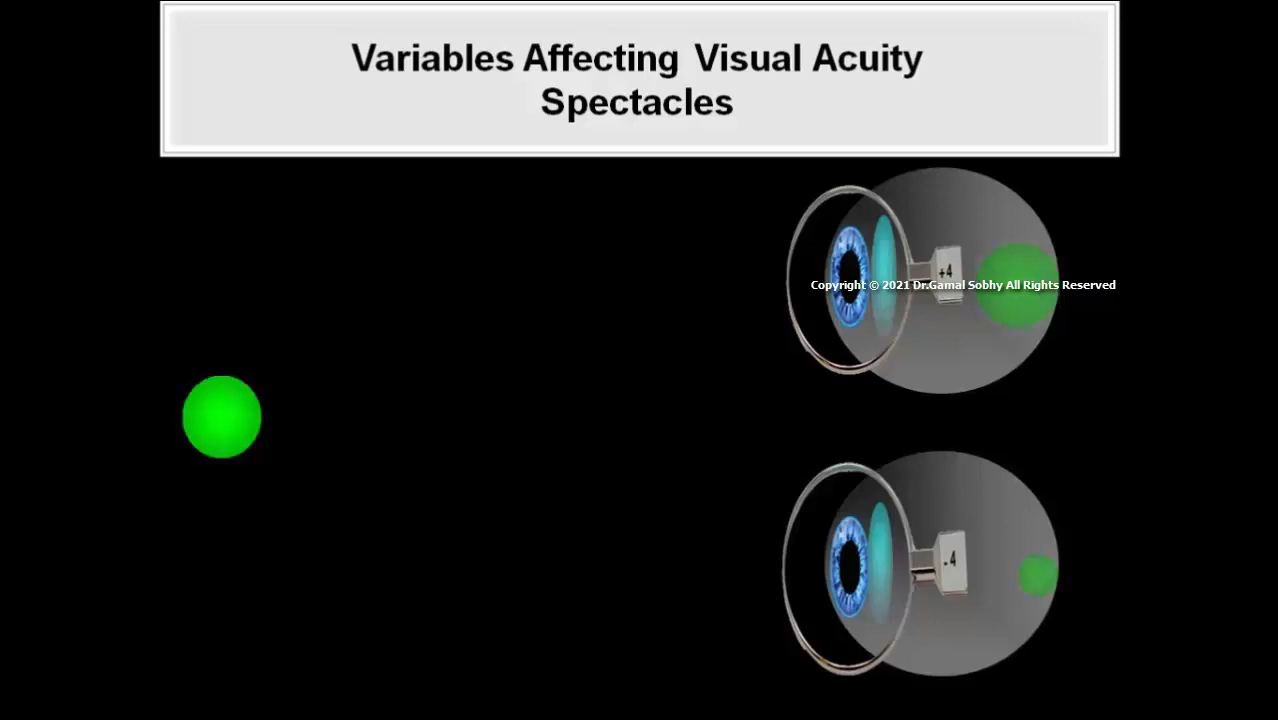 Variables Affecting Visual Acuity
Spectacles
+4
Copyright © 2021 Dr.Gamal Sobhy All Rights Reserved
-4